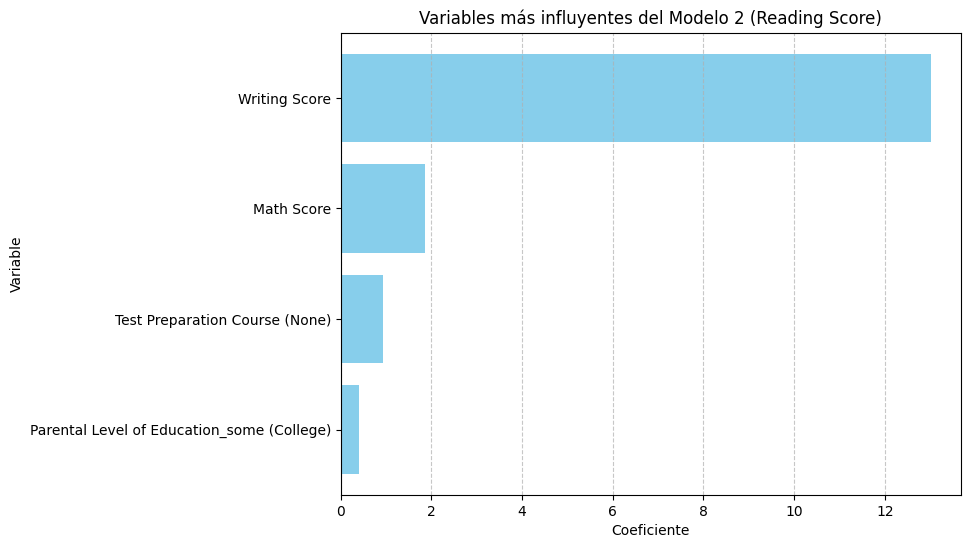 Variables más influyentes del Modelo 2 (Reading Score)
Writing Score
Math Score
Test Preparation Course (None)
Parental Level of Education_some (College)
Variable
0 2 4 6 8 10 12
Coeficiente